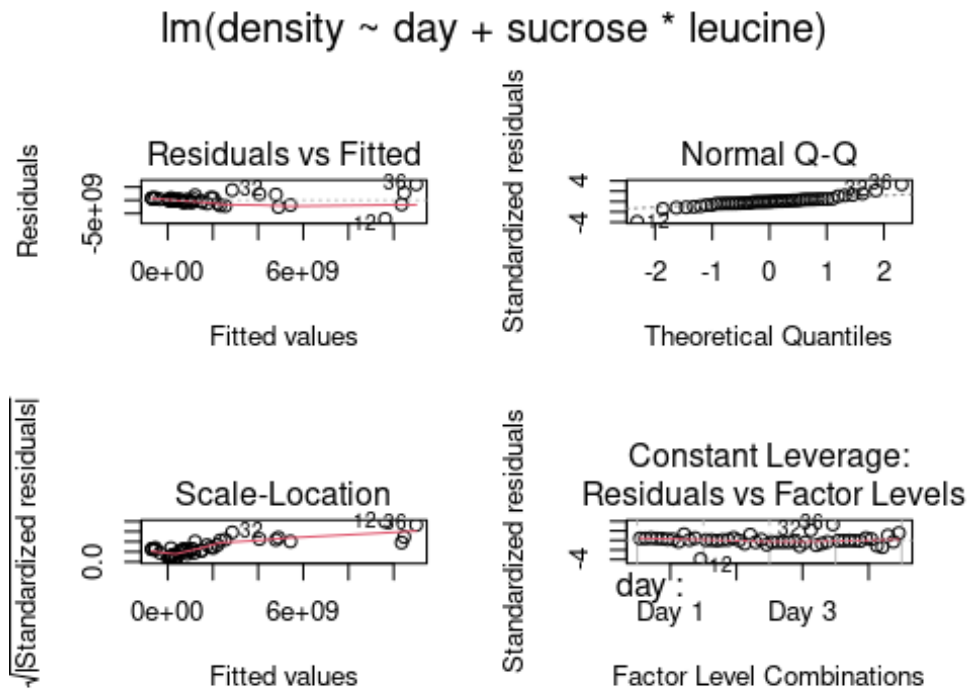 lm(density ~ day + sucrose * leucine)
Residuals vs Fitted
Residuals
-5e+09
32
36
12
0e+00 6e+09
Fitted values
Normal Q-Q
Standardized residuals
4
-4
32
36
12
-2 -1 0 1 2
Theoretical Quantiles
Scale-Location
√|Standardized residuals|
0.0
32
12
36
0e+00 6e+09
Fitted values
Constant Leverage:
Residuals vs Factor Levels
Standardized residuals
-4
32
36
12
day :
Day 1 Day 3
Factor Level Combinations